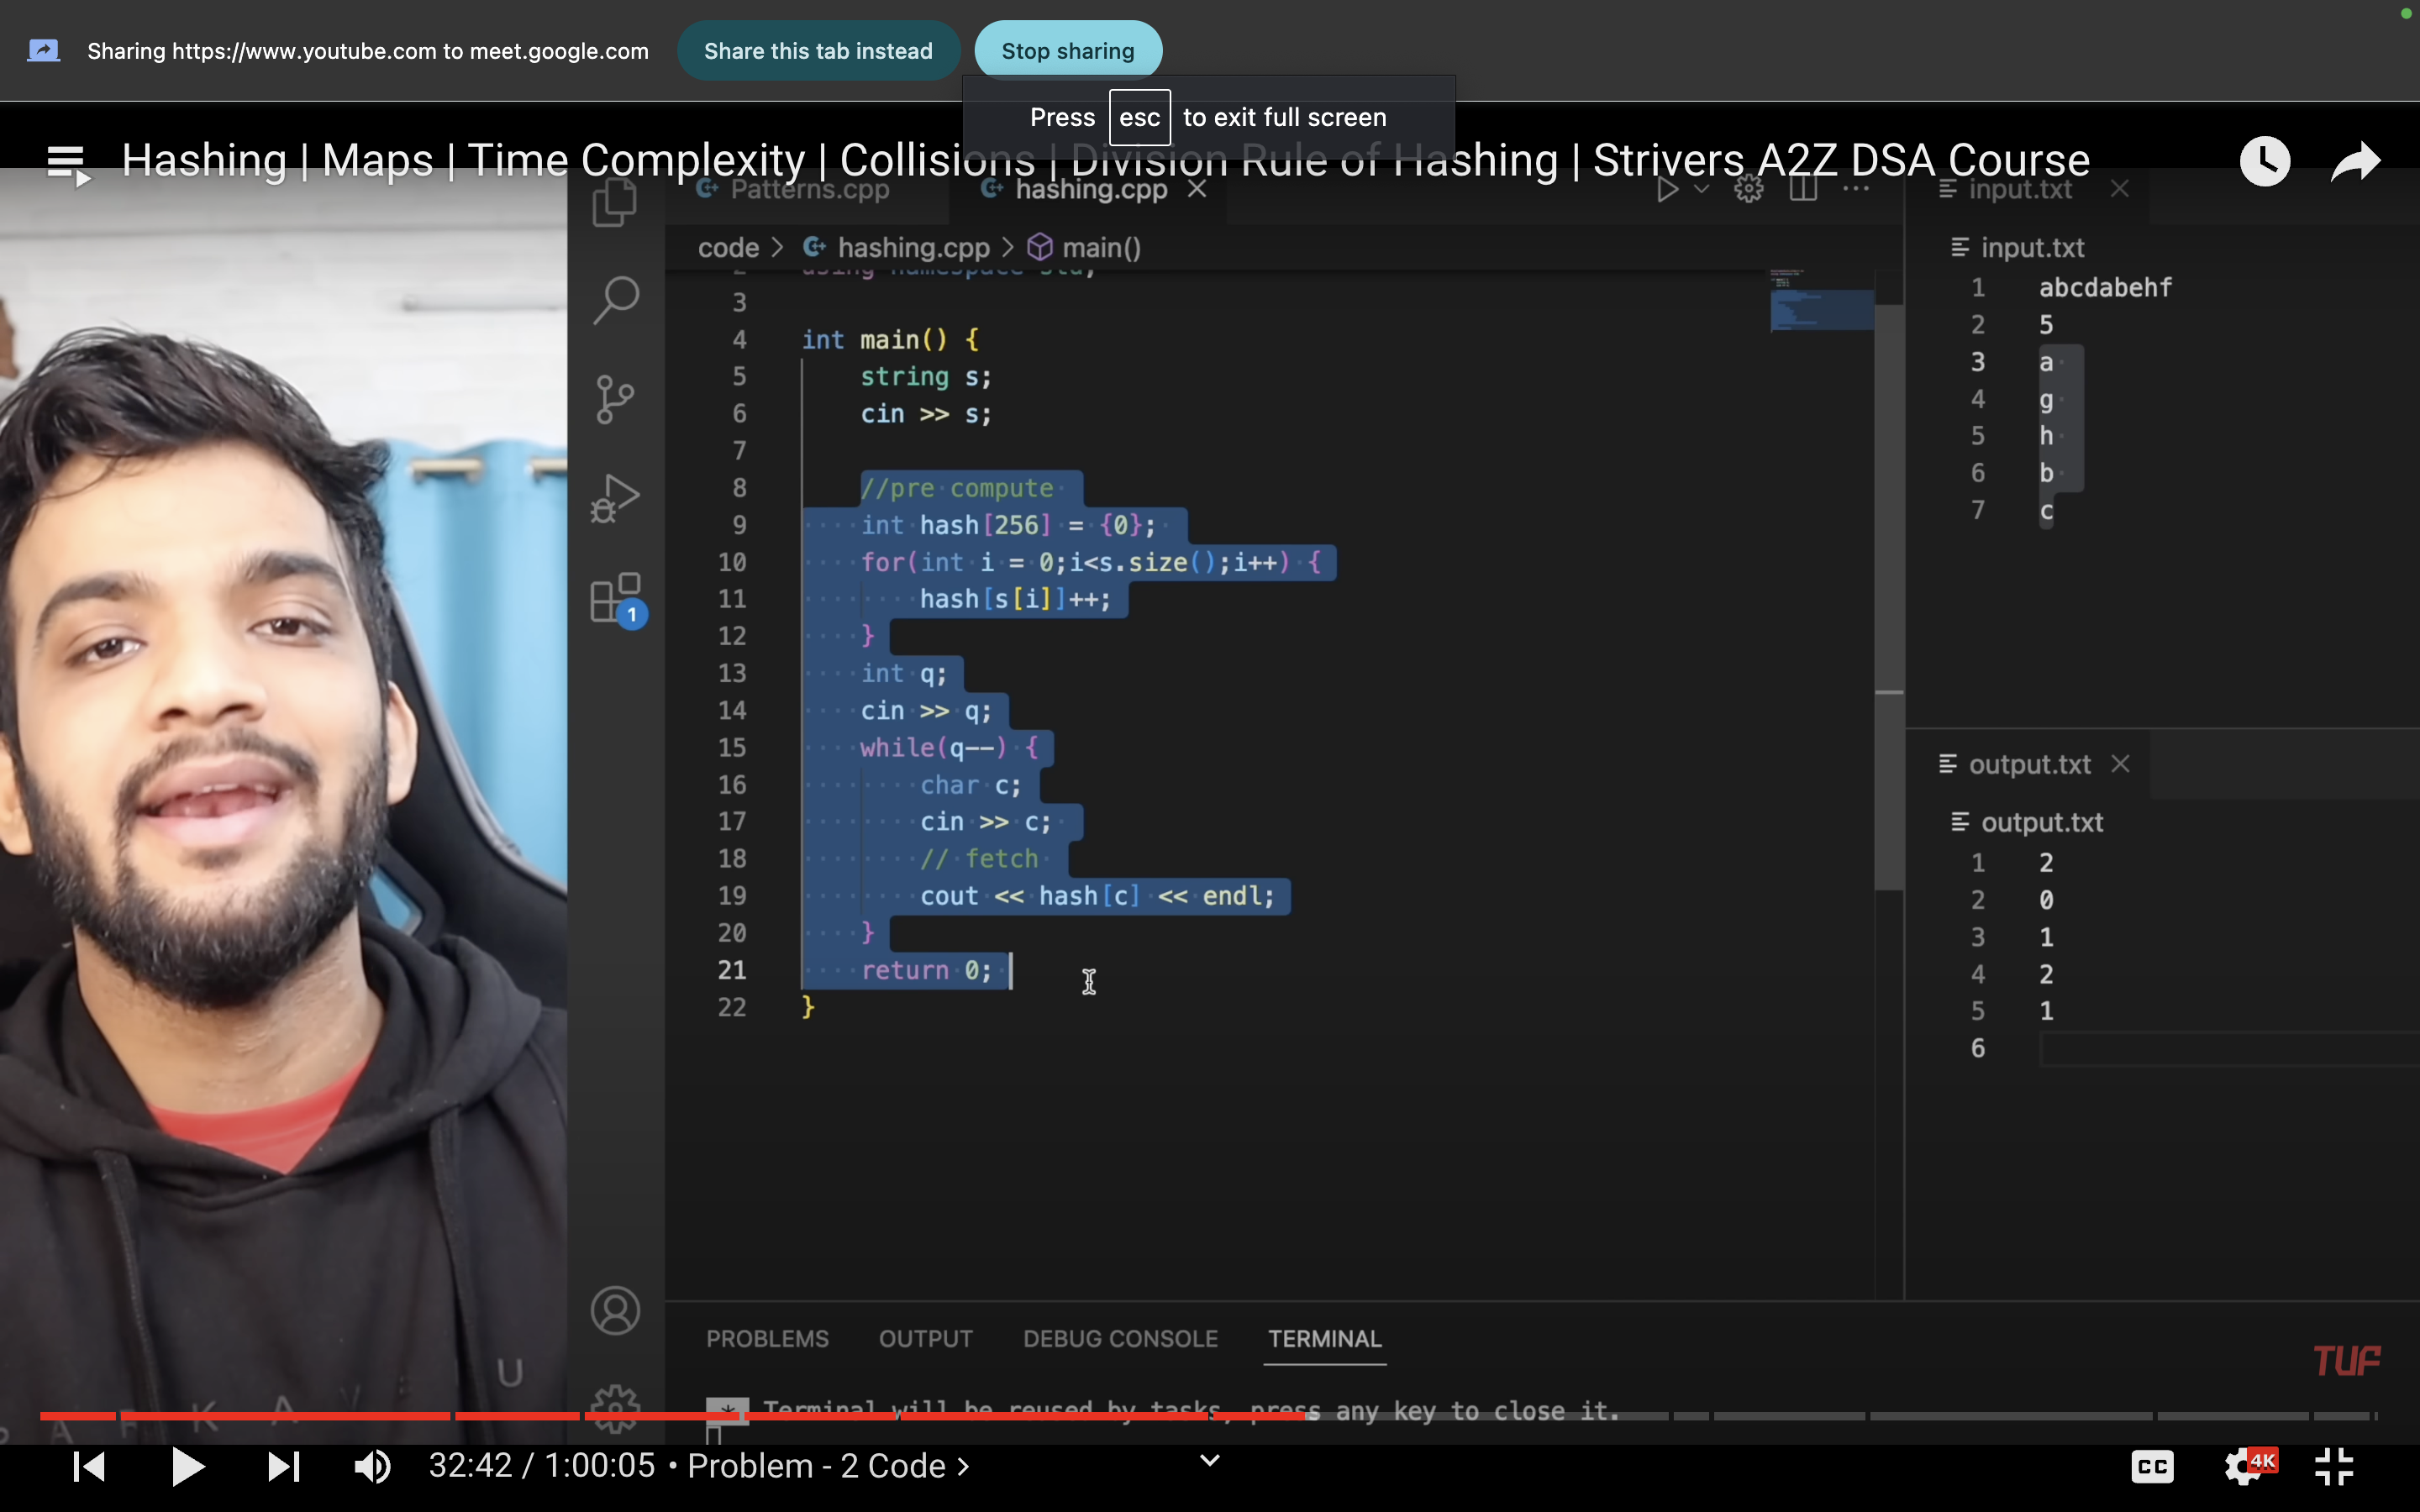 Sharing https://www.youtube.com to meet.google.com
Share this tab instead
Stop sharing
Press esc to exit full screen
Hashing | Maps | Time Complexity | Collisions | Division Rule of Hashing | Strivers A2Z DSA Course
Patterns.cpp
hashing.cpp
code > hashing.cpp > main()
2 using namespace std;
3
4 int main() {
5 string s;
6 cin >> s;
7
8 //pre compute
9 int hash[256] = {0};
10 for(int i = 0;i<s.size();i++) {
11 hash[s[i]]++;
12 }
13 int q;
14 cin >> q;
15 while(q--) {
16 char c;
17 cin >> c;
18 // fetch
19 cout << hash[c] << endl;
20 }
21 return 0;
22 }
1
input.txt
input.txt
1 abcdabehf
2 5
3 a
4 g
5 h
6 b
7 c
output.txt
output.txt
1 2
2 0
3 1
4 2
5 1
6
PROBLEMS
OUTPUT
DEBUG CONSOLE
TERMINAL
* Terminal will be reused by tasks, press any key to close it.
TUF
32:42 / 1:00:05 • Problem - 2 Code >
CC
4K